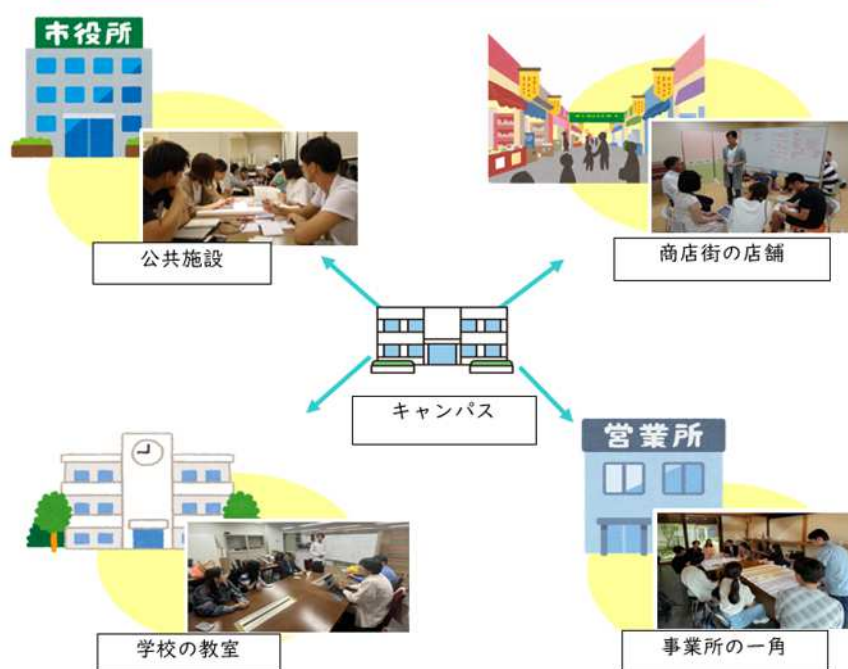 市役所
公共施設
商店街の店舗
キャンパス
営業所
学校の教室
事業所の一角